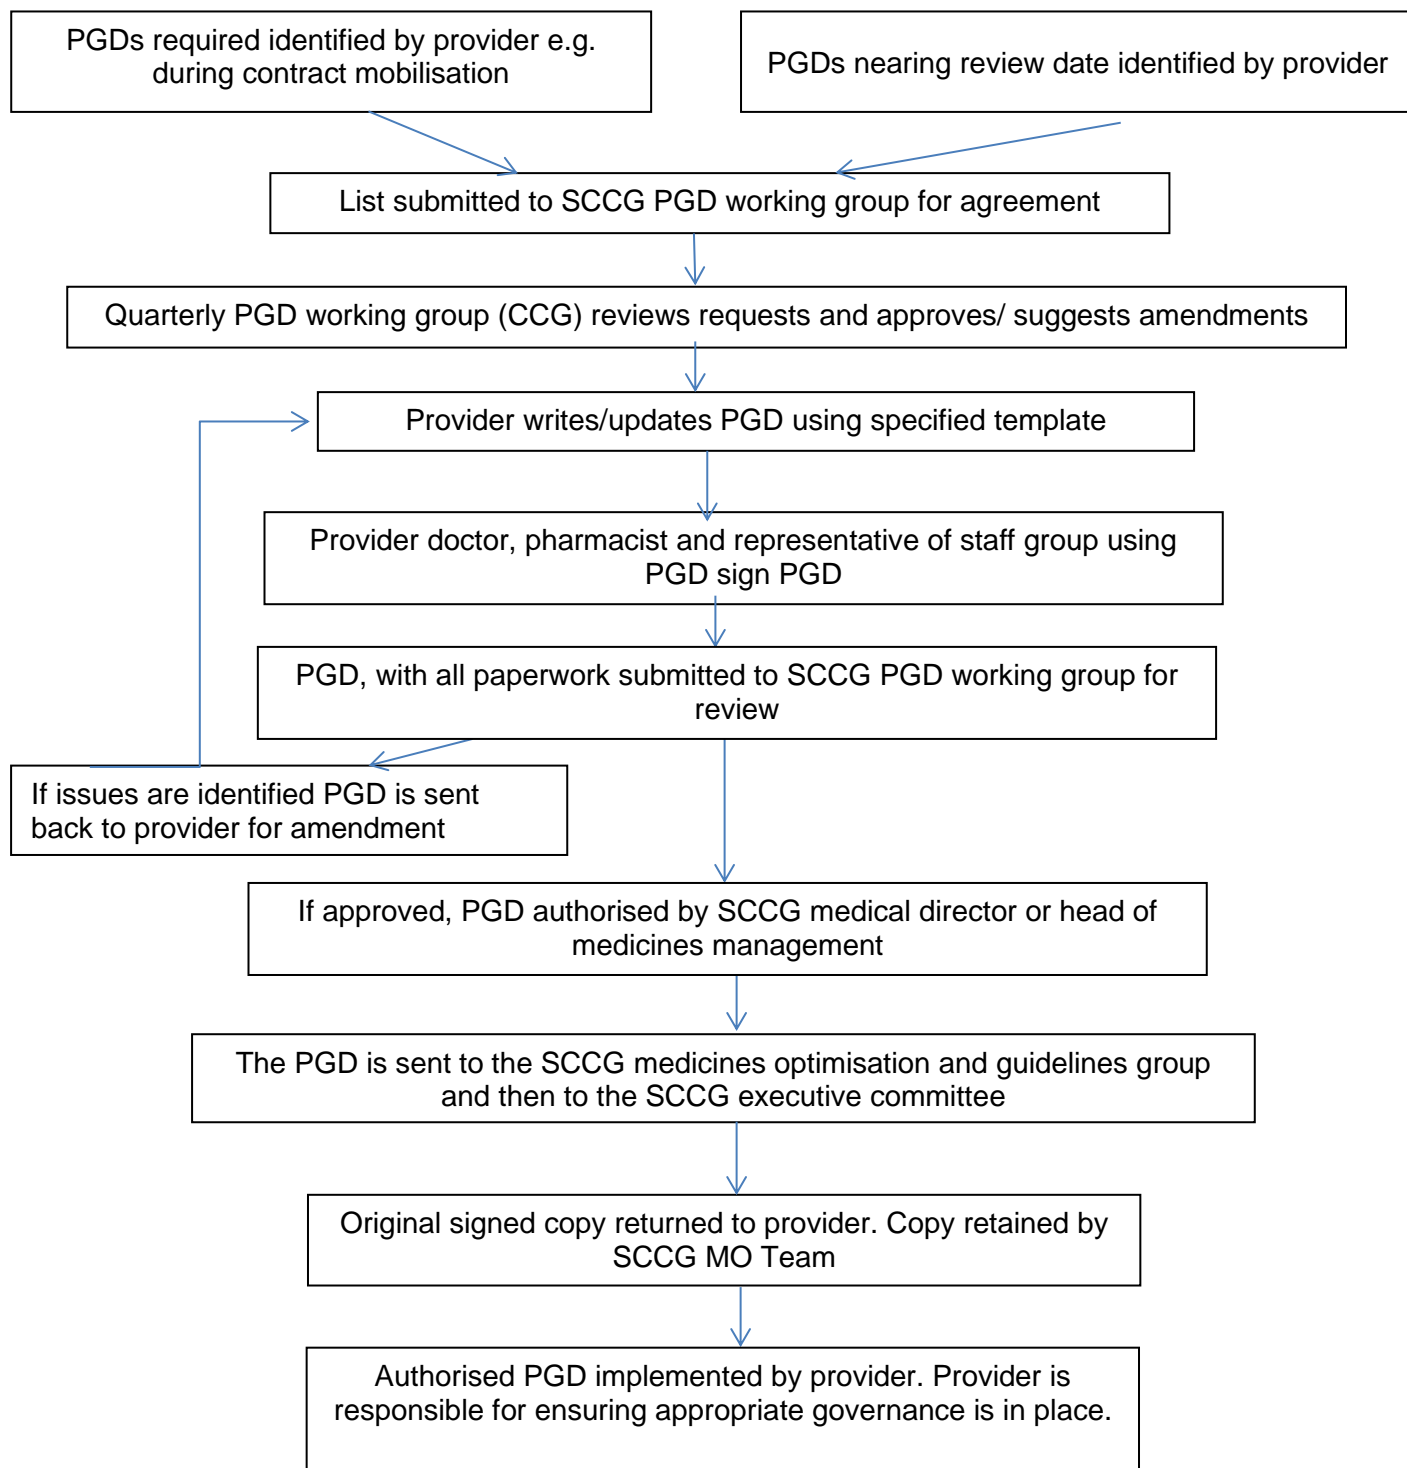 PGDs required identified by provider e.g.
during contract mobilisation
PGDs nearing review date identified by provider
List submitted to SCCG PGD working group for agreement
Quarterly PGD working group (CCG) reviews requests and approves/ suggests amendments
Provider writes/updates PGD using specified template
Provider doctor, pharmacist and representative of staff group using
PGD sign PGD
PGD, with all paperwork submitted to SCCG PGD working group for
review
If issues are identified PGD is sent
back to provider for amendment
If approved, PGD authorised by SCCG medical director or head of
medicines management
The PGD is sent to the SCCG medicines optimisation and guidelines group
and then to the SCCG executive committee
Original signed copy returned to provider. Copy retained by
SCCG MO Team
Authorised PGD implemented by provider. Provider is
responsible for ensuring appropriate governance is in place.